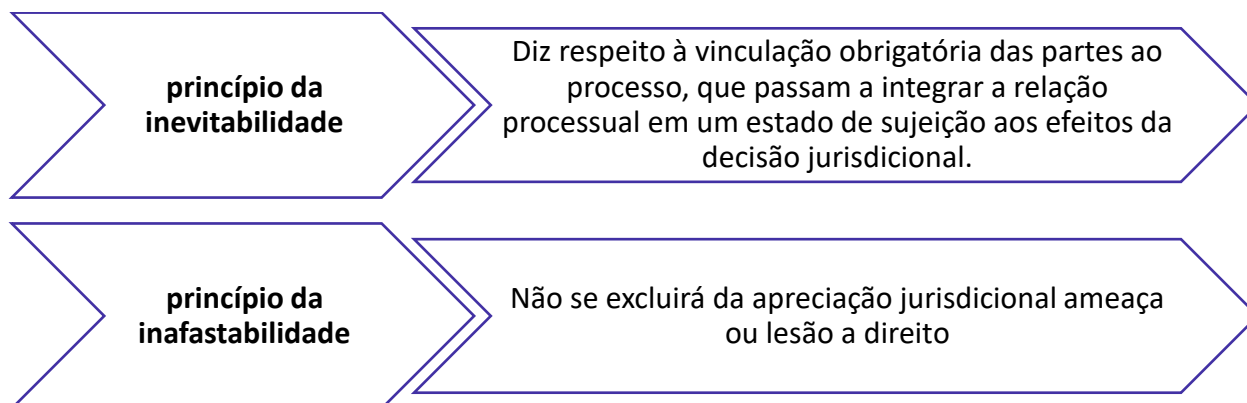 princípio da
inevitabilidade
Diz respeito à vinculação obrigatória das partes ao
processo, que passam a integrar a relação
processual em um estado de sujeição aos efeitos da
decisão jurisdicional.
princípio da
inafastabilidade
Não se excluirá da apreciação jurisdicional ameaça
ou lesão a direito